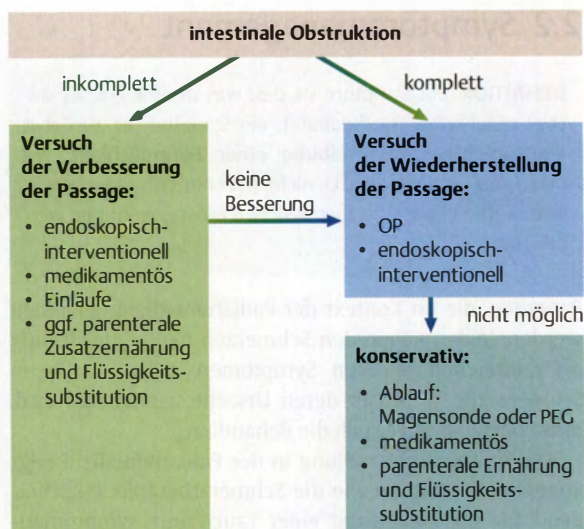 intestinale Obstruktion
inkomplett
komplett
Versuch
der Verbesserung
der Passage:
• endoskopisch-
interventionell
• medikamentös
• Einläufe
• ggf. parenterale
Zusatzernährung
und Flüssigkeits-
substitution
keine
Besserung
Versuch
der Wiederherstellung
der Passage:
• OP
• endoskopisch-
interventionell
nicht möglich
konservativ:
• Ablauf:
Magensonde oder PEG
• medikamentös
• parenterale Ernährung
und Flüssigkeits-
substitution